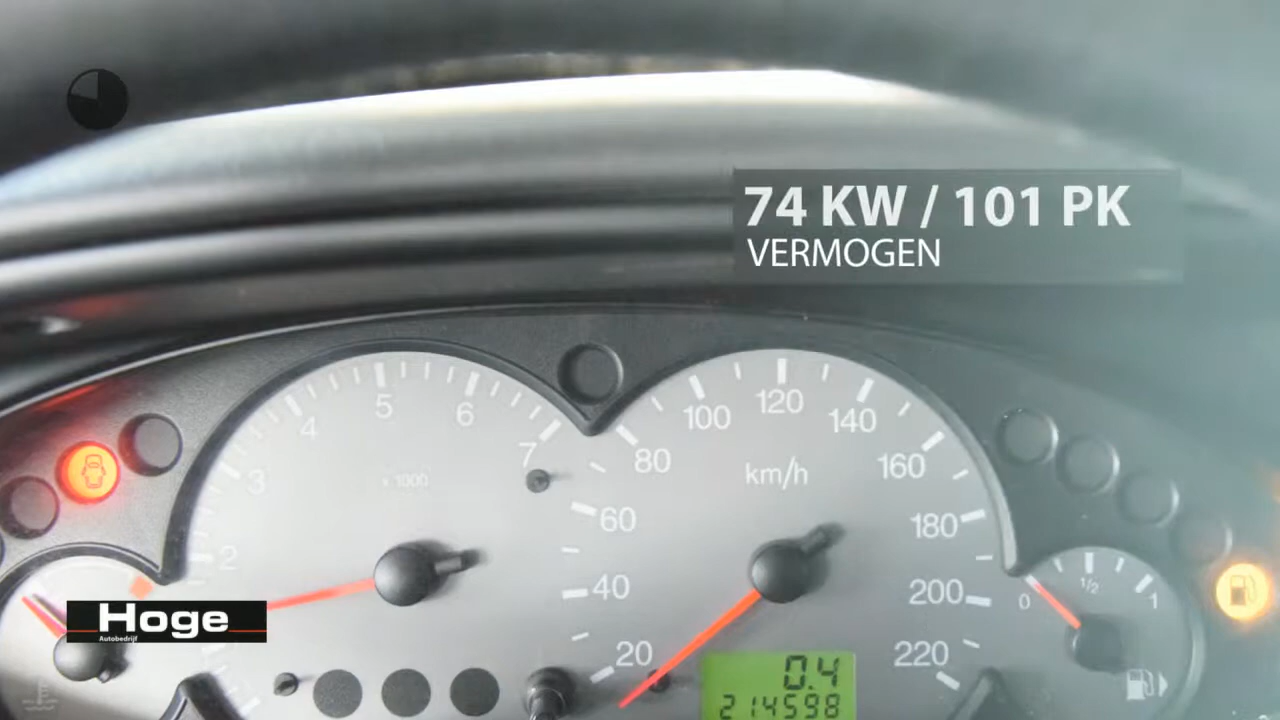 74 KW / 101 PK
VERMOGEN
4 5 6 7
3 x 1000
2
80 100 120 140 160
km/h
60 180
40 200
20 220
0 1/2 1
0.4
214598
Hoge
Autobedrijf